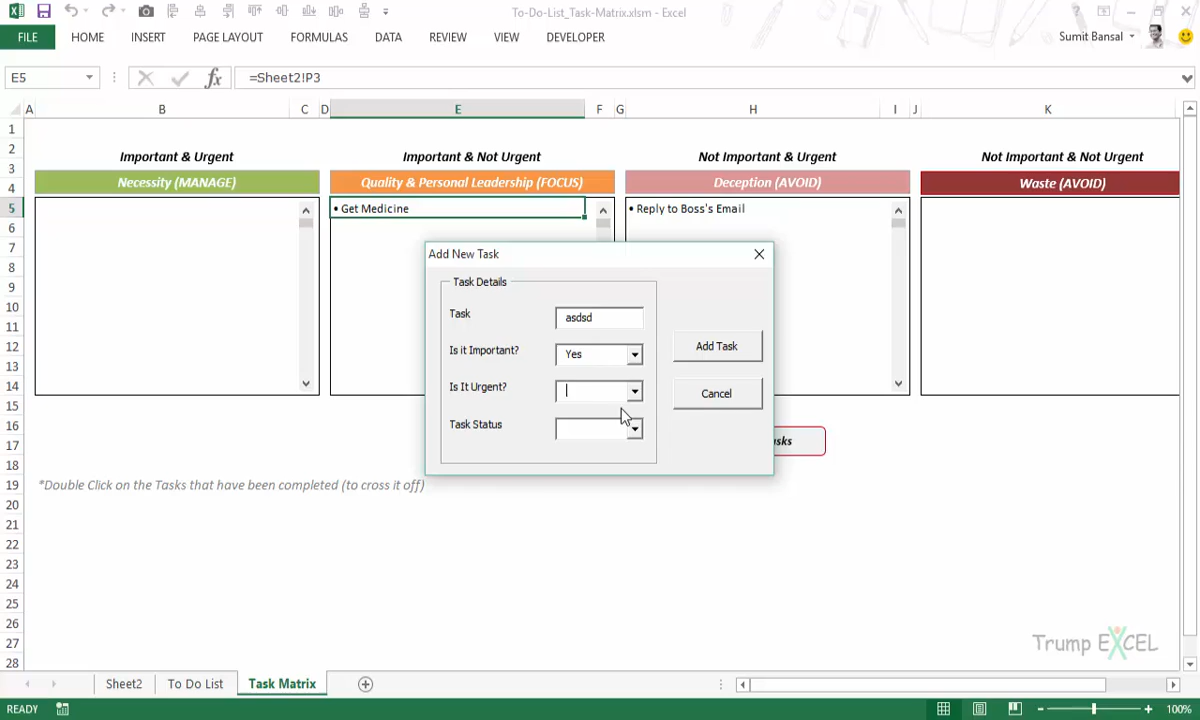 To-Do-List_Task-Matrix.xlsm - Excel
?
FILE HOME INSERT PAGE LAYOUT FORMULAS DATA REVIEW VIEW DEVELOPER Sumit Bansal
E5 fx =Sheet2!P3
A B C D E F G H I J K
1
2 Important & Urgent Important & Not Urgent Not Important & Urgent Not Important & Not Urgent
3
4 Necessity (MANAGE) Quality & Personal Leadership (FOCUS) Deception (AVOID) Waste (AVOID)
5 • Get Medicine • Reply to Boss's Email
6
7
Add New Task
8
Task Details
9
10 Task asdsd
11
12 Is it Important? Yes Add Task
13
14 Is It Urgent? Cancel
15
16 Task Status
17 sks
18
19 *Double Click on the Tasks that have been completed (to cross it off)
20
21
22
23
24
25
26
27 Trump EXCEL
28
Sheet2 To Do List Task Matrix
READY 100%